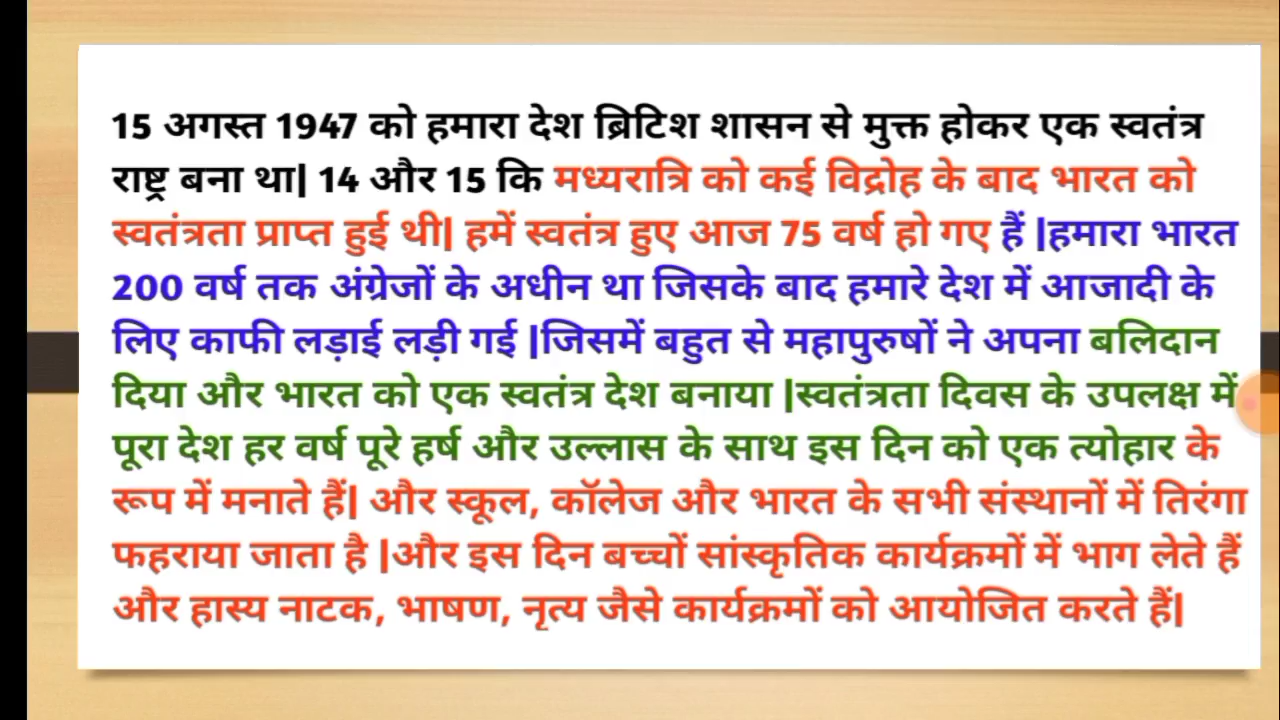 15 अगस्त 1947 को हमारा देश ब्रिटिश शासन से मुक्त होकर एक स्वतंत्र
राष्ट्र बना था| 14 और 15 कि मध्यरात्रि को कई विद्रोह के बाद भारत को
स्वतंत्रता प्राप्त हुई थी| हमें स्वतंत्र हुए आज 75 वर्ष हो गए हैं |हमारा भारत
200 वर्ष तक अंग्रेजों के अधीन था जिसके बाद हमारे देश में आजादी के
लिए काफी लड़ाई लड़ी गई |जिसमें बहुत से महापुरुषों ने अपना बलिदान
दिया और भारत को एक स्वतंत्र देश बनाया |स्वतंत्रता दिवस के उपलक्ष में
पूरा देश हर वर्ष पूरे हर्ष और उल्लास के साथ इस दिन को एक त्योहार के
रूप में मनाते हैं| और स्कूल, कॉलेज और भारत के सभी संस्थानों में तिरंगा
फहराया जाता है |और इस दिन बच्चों सांस्कृतिक कार्यक्रमों में भाग लेते हैं
और हास्य नाटक, भाषण, नृत्य जैसे कार्यक्रमों को आयोजित करते हैं|